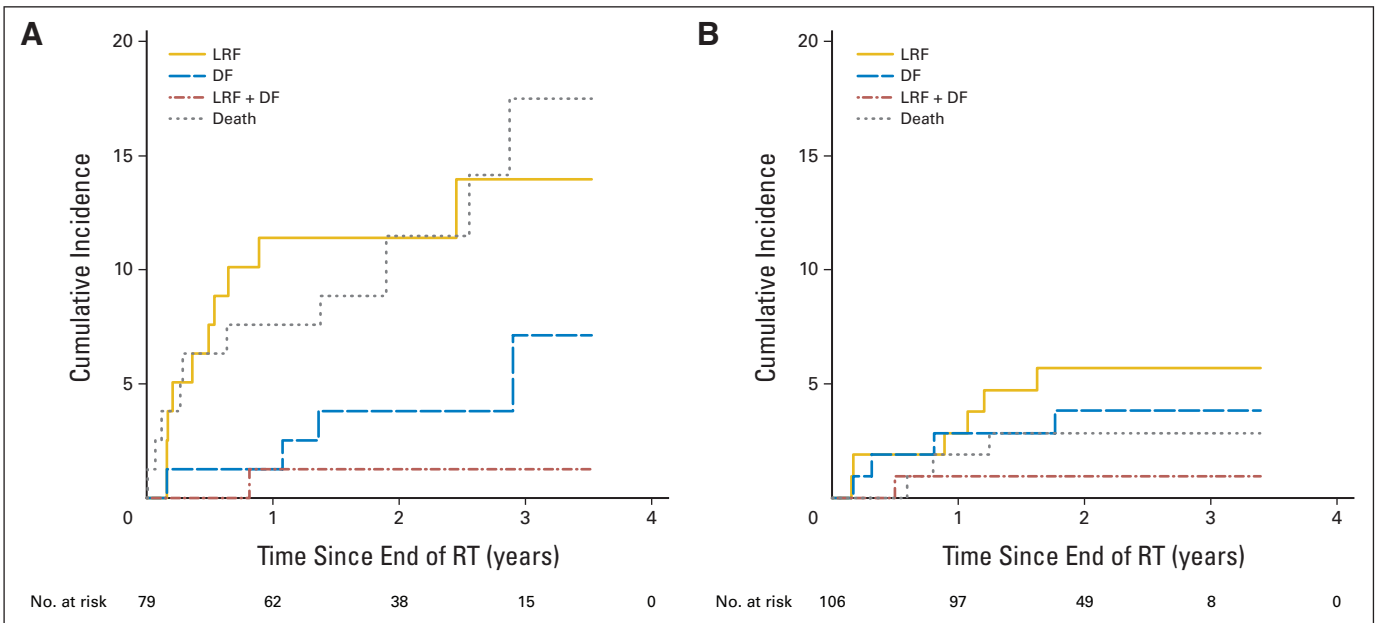 A
20
15
10
5
0
1
2
3
4
Cumulative Incidence
Time Since End of RT (years)
LRF
DF
LRF + DF
Death
No. at risk 79 62 38 15 0
B
20
15
10
5
0
1
2
3
4
Cumulative Incidence
Time Since End of RT (years)
LRF
DF
LRF + DF
Death
No. at risk 106 97 49 8 0